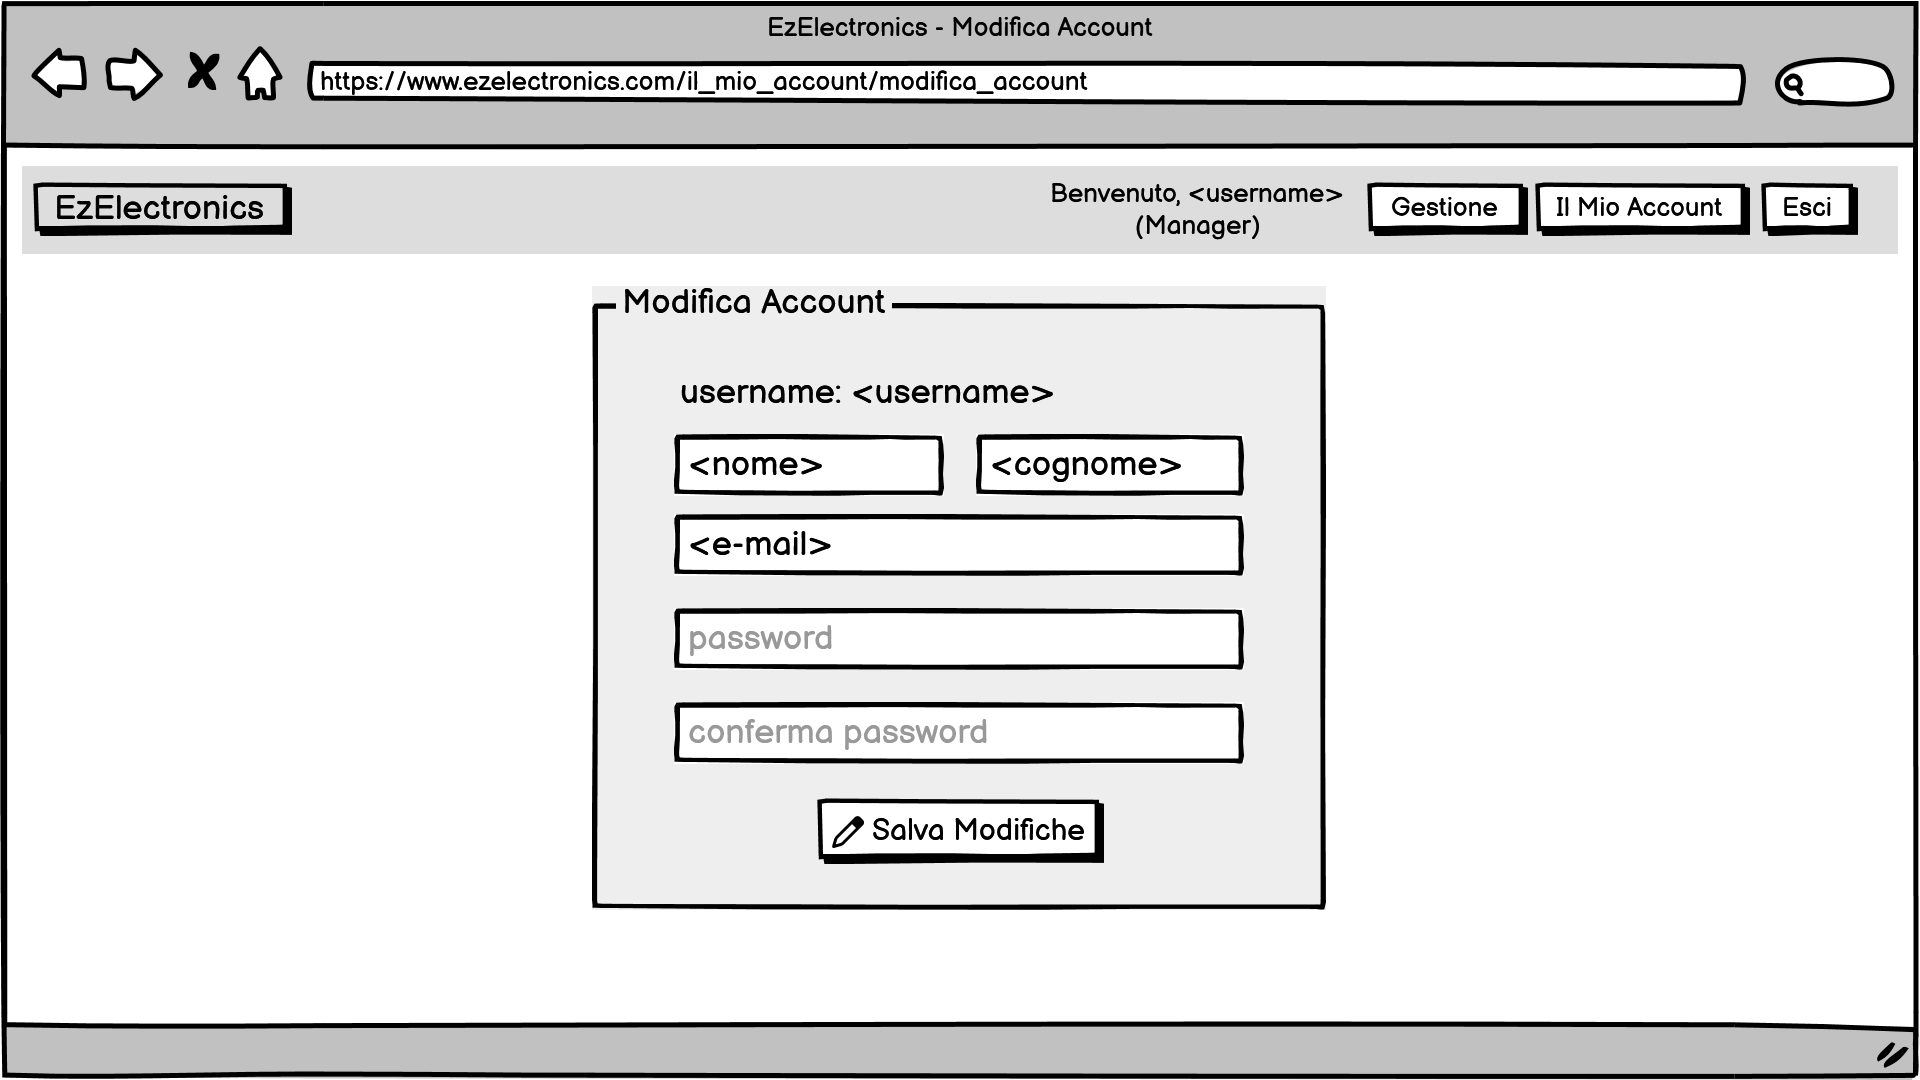 EzElectronics - Modifica Account
https://www.ezelectronics.com/il_mio_account/modifica_account
EzElectronics
Benvenuto, <username>
(Manager)
Gestione
Il Mio Account
Esci
Modifica Account
username: <username>
<nome>
<cognome>
<e-mail>
password
conferma password
Salva Modifiche